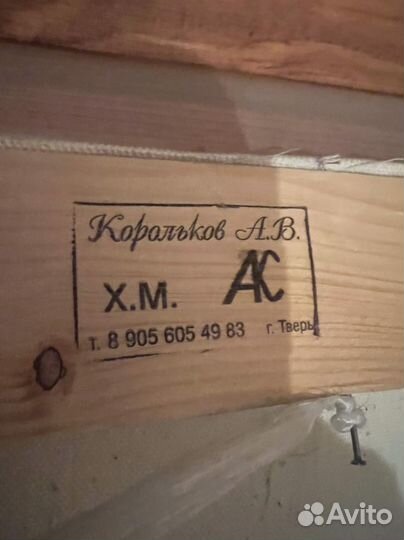 Корольков А.В.
Х.М. АС
т. 8 905 605 49 83 г. Тверь
Avito